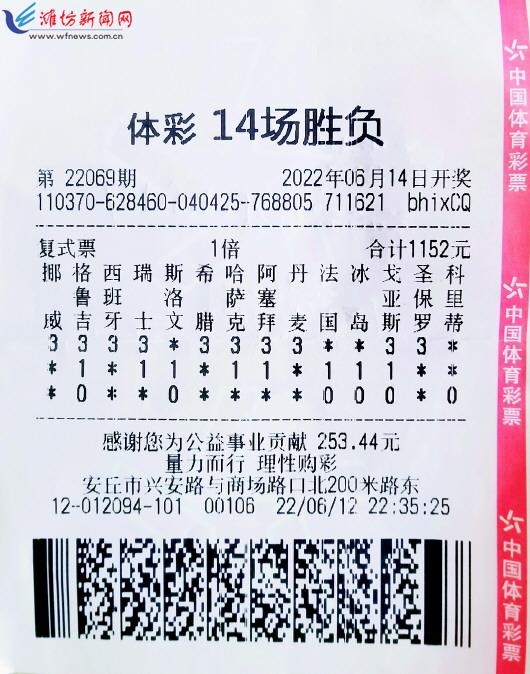 潍坊新闻网
www.wfnews.com.cn
体彩 14场胜负
第 22069期 2022年06月14日开奖
110370-628460-040425-768805 711621 bhixCQ
复式票 1倍 合计1152元
挪 格 西 瑞 斯 希 哈 阿 丹 法 冰 戈 圣 科
鲁 班 洛 萨 塞 亚 保 里
威 吉 牙 士 文 腊 克 拜 麦 国 岛 斯 罗 蒂
3 3 3 3 * 3 3 3 3 * * 3 3 *
* 1 * 1 1 * 1 1 * 1 1 1 * *
* 0 * * 0 * * * * 0 0 0 * 0
感谢您为公益事业贡献 253.44元
量力而行 理性购彩
安丘市兴安路与商场路口北200米路东
12-012094-101 00106 22/06/12 22:35:25
中国体育彩票
中国体育彩票
中国体育彩票